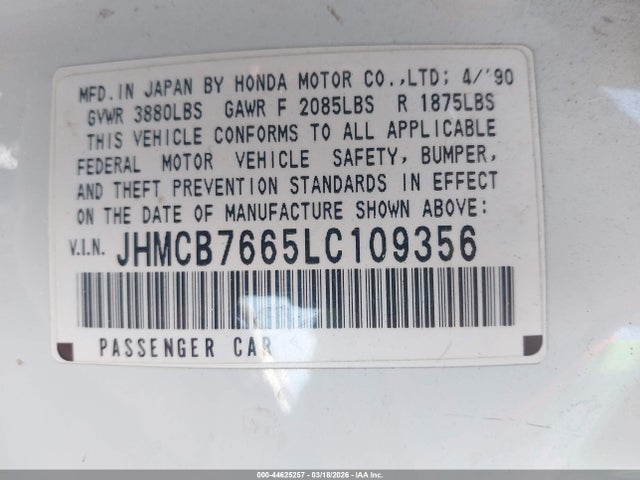 MFD. IN JAPAN BY HONDA MOTOR CO.,LTD; 4/'90
GVWR 3880LBS GAWR F 2085LBS R 1875LBS
THIS VEHICLE CONFORMS TO ALL APPLICABLE
FEDERAL MOTOR VEHICLE SAFETY, BUMPER,
AND THEFT PREVENTION STANDARDS IN EFFECT
ON THE DATE OF MANUFACTURE SHOWN ABOVE:
V.I.N. JHMCB7665LC109356
PASSENGER CAR
000-44625257 - 03/18/2026 - IAAI Inc.